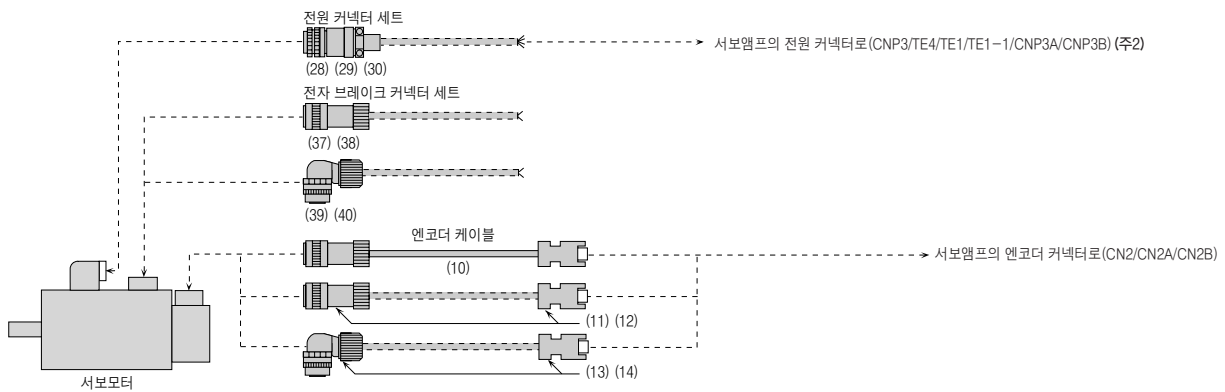 전원 커넥터 세트
서보앰프의 전원 커넥터로(CNP3/TE4/TE1/TE1-1/CNP3A/CNP3B) (주2)
(28) (29) (30)
전자 브레이크 커넥터 세트
(37) (38)
(39) (40)
엔코더 케이블
서보앰프의 엔코더 커넥터로(CN2/CN2A/CN2B)
(10)
(11) (12)
(13) (14)
서보모터